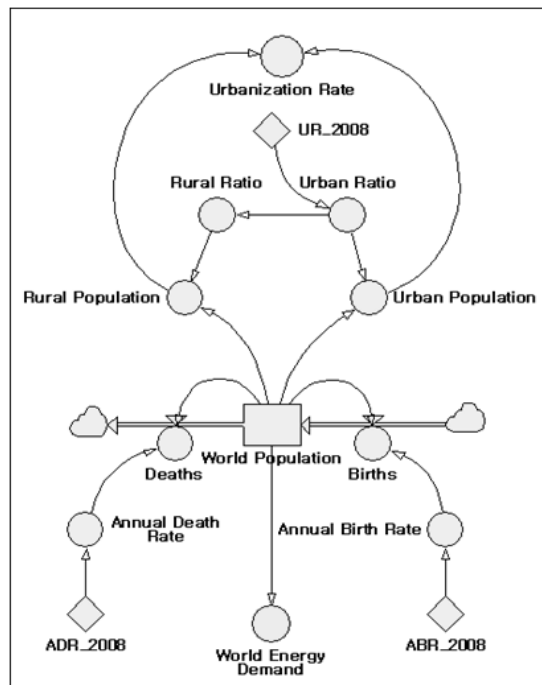 Urbanization Rate
UR_2008
Rural Ratio
Urban Ratio
Rural Population
Urban Population
World Population
Deaths
Births
Annual Death
Rate
Annual Birth Rate
ADR_2008
World Energy
Demand
ABR_2008